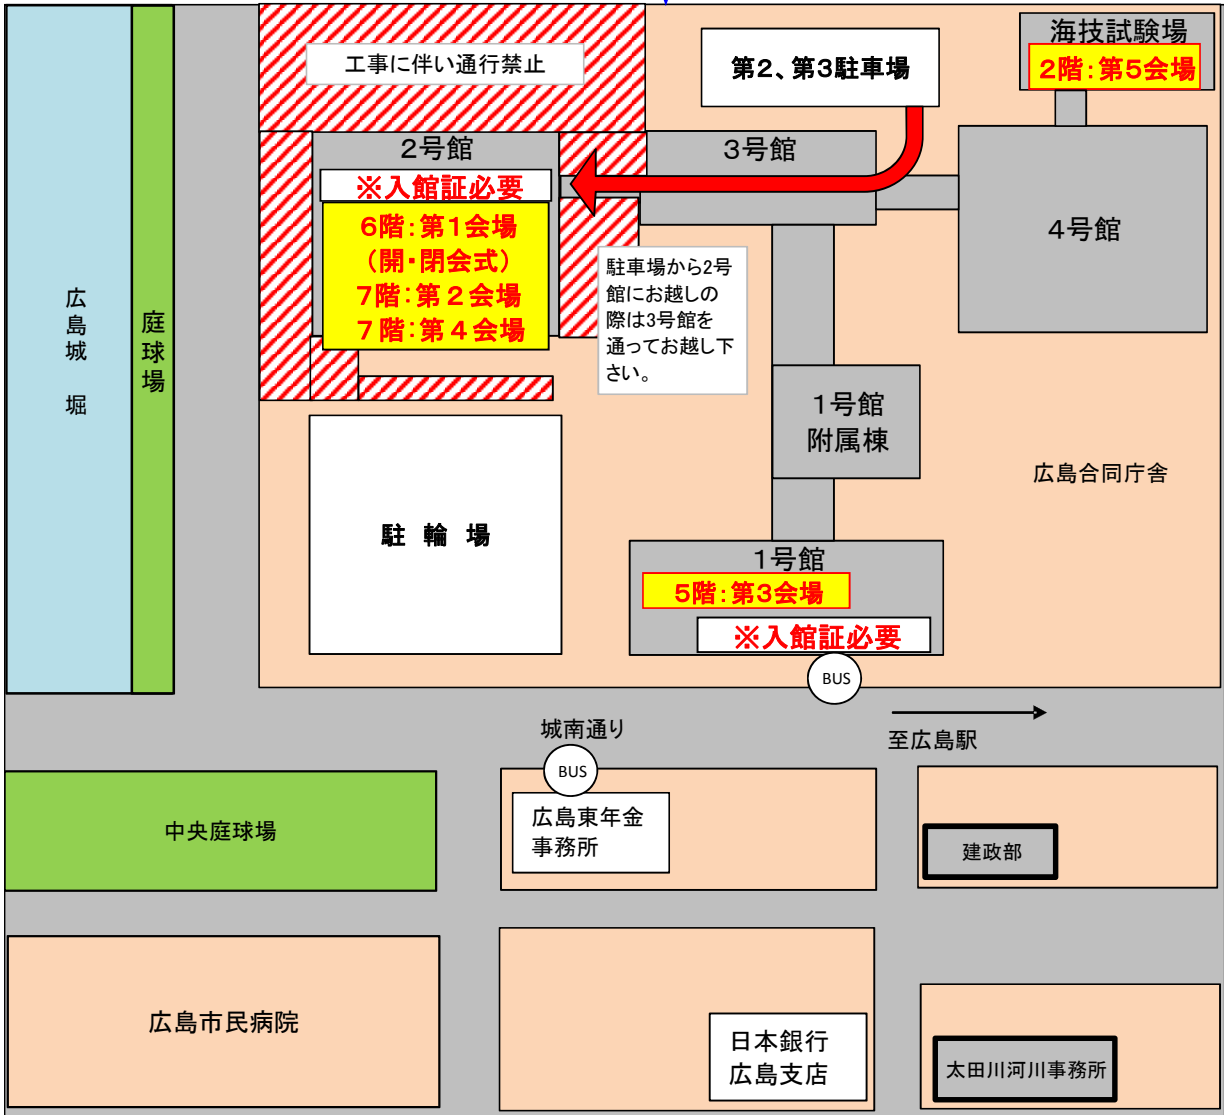 工事に伴い通行禁止
第2、第3駐車場
海技試験場
2階:第5会場
2号館
※入館証必要
6階:第1会場
(開・閉会式)
7階:第2会場
7階:第4会場
3号館
4号館
駐車場から2号
館にお越しの
際は3号館を
通ってお越し下
さい。
広島城 堀
庭球場
1号館
附属棟
広島合同庁舎
駐輪場
1号館
5階:第3会場
※入館証必要
BUS
城南通り
至広島駅
BUS
広島東年金
事務所
中央庭球場
建政部
広島市民病院
日本銀行
広島支店
太田川河川事務所